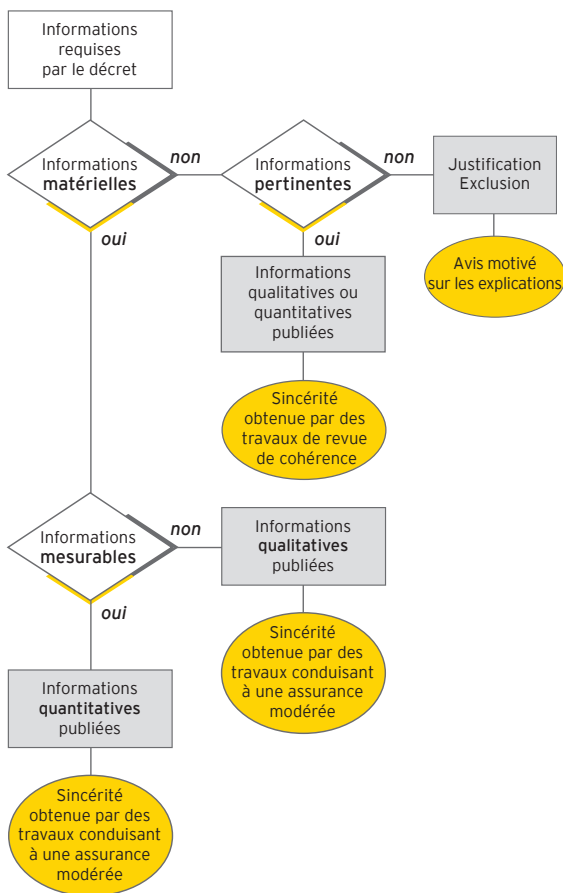 Informations
requises
par le décret
Informations
matérielles
non
oui
Informations
pertinentes
non
oui
Justification
Exclusion
Avis motivé
sur les explications
Informations
qualitatives ou
quantitatives
publiées
Sincérité
obtenue par des
travaux de revue
de cohérence
Informations
mesurables
non
oui
Informations
qualitatives
publiées
Sincérité
obtenue par des
travaux conduisant
à une assurance
modérée
Informations
quantitatives
publiées
Sincérité
obtenue par des
travaux conduisant
à une assurance
modérée